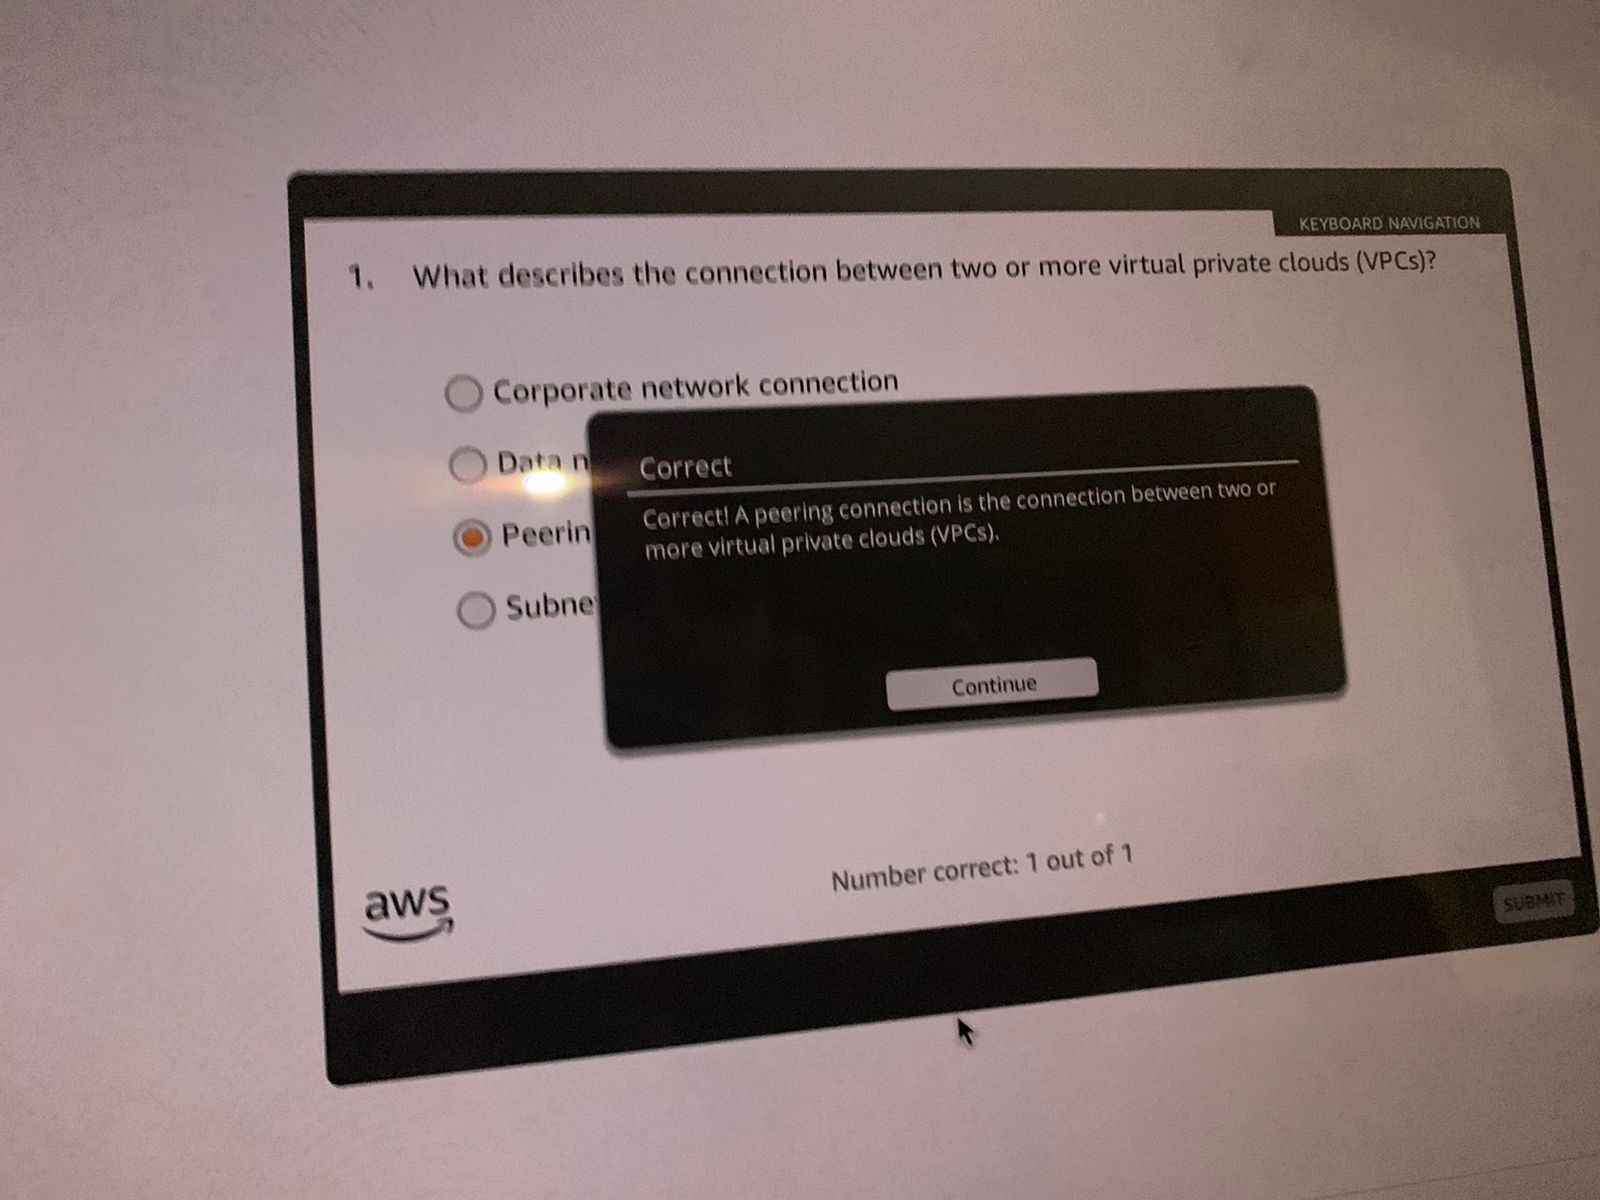 KEYBOARD NAVIGATION
1. What describes the connection between two or more virtual private clouds (VPCs)?
Corporate network connection
Data n
Peerin
Subne
Correct
Correct! A peering connection is the connection between two or
more virtual private clouds (VPCs).
Continue
Number correct: 1 out of 1
aws
SUBMIT